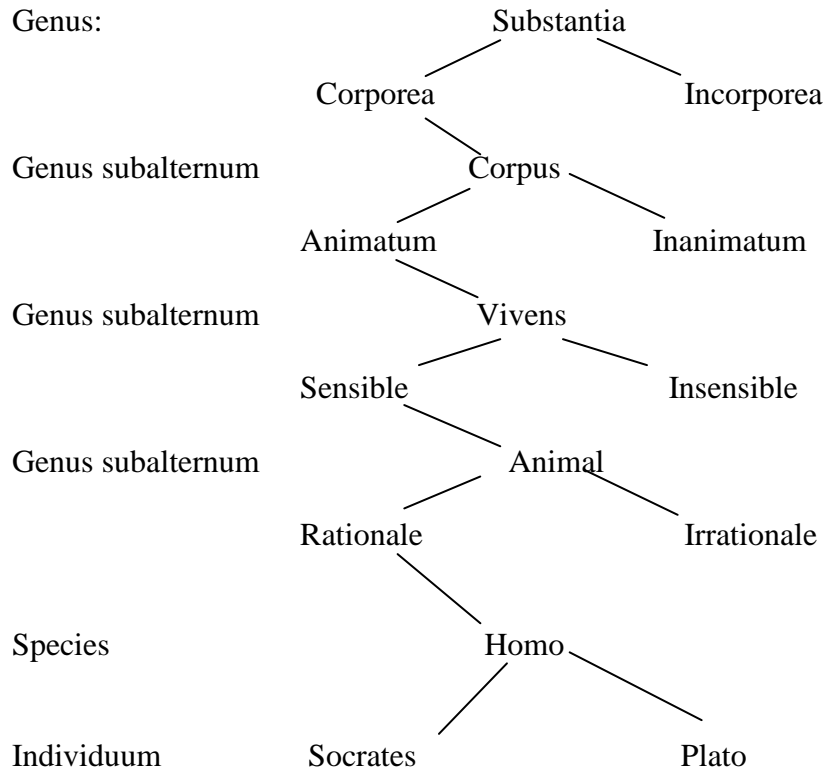 Genus: Substantia
Corporea Incorporea
Genus subalternum Corpus
Animatum Inanimatum
Genus subalternum Vivens
Sensible Insensible
Genus subalternum Animal
Rationale Irrationale
Species Homo
Individuum Socrates Plato